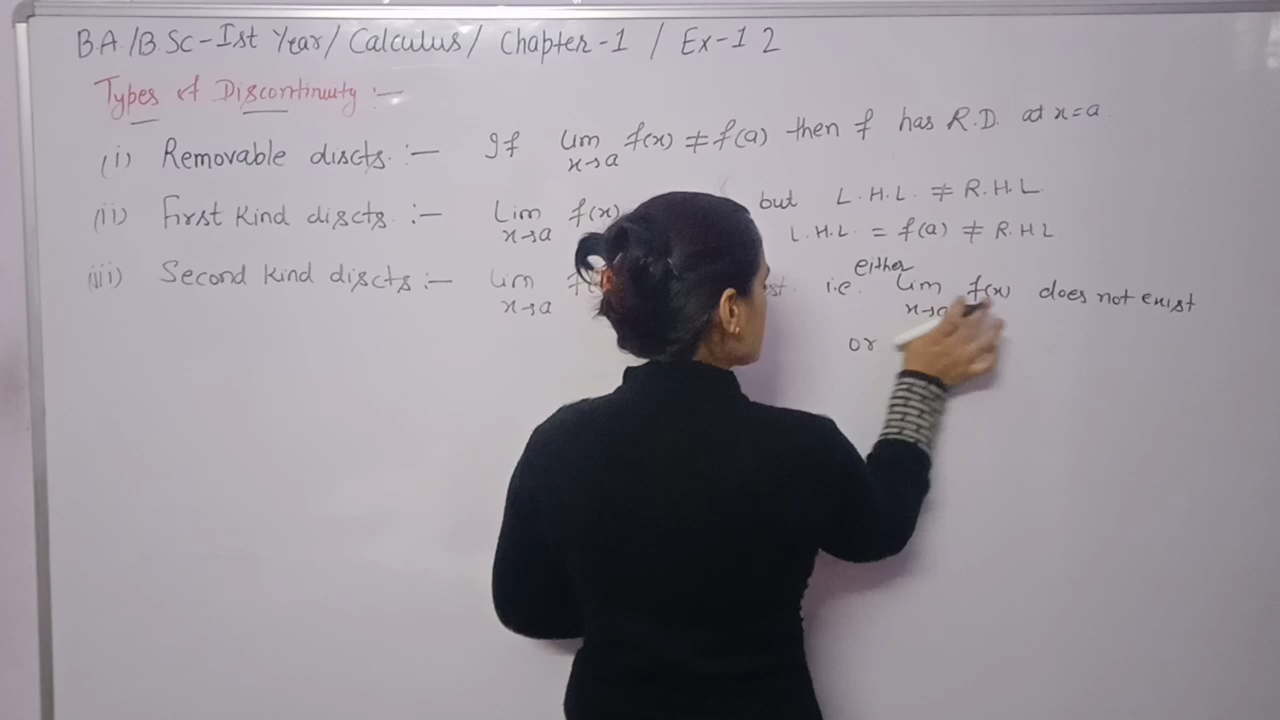 B.A./B.Sc-Ist Year/Calculus/ Chapter-1 / Ex-1 2
Types of Discontinuity :-
(i) Removable discts. :- If lim x→a f(x) ≠ f(a) then f has R.D. at x=a
(ii) First Kind discts. :- Lim x→a f(x) but L.H.L. ≠ R.H.L.
L.H.L. = f(a) ≠ R.H.L
(iii) Second Kind discts :- lim x→a i.e. either Lim x→a f(x) does not exist
or